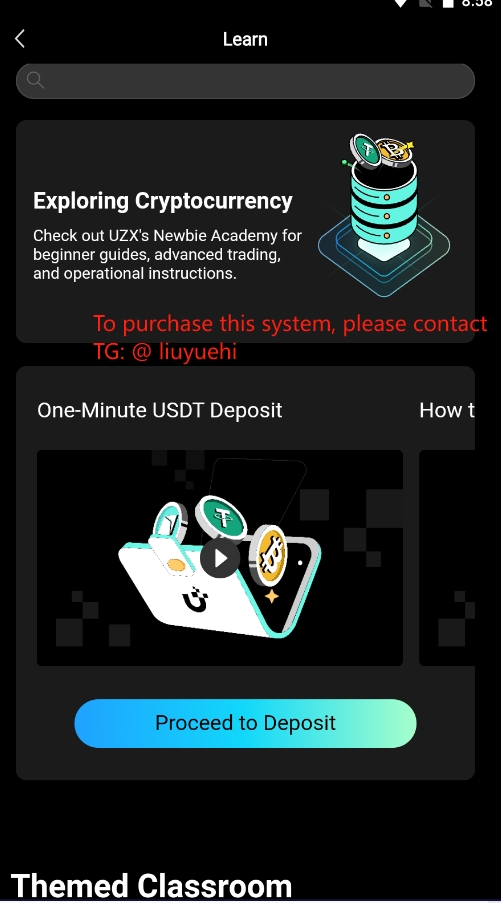 8:58
Learn
Exploring Cryptocurrency
Check out UZX's Newbie Academy for
beginner guides, advanced trading,
and operational instructions.
To purchase this system, please contact
TG: @ liuyuehi
One-Minute USDT Deposit
How t
Proceed to Deposit
Themed Classroom